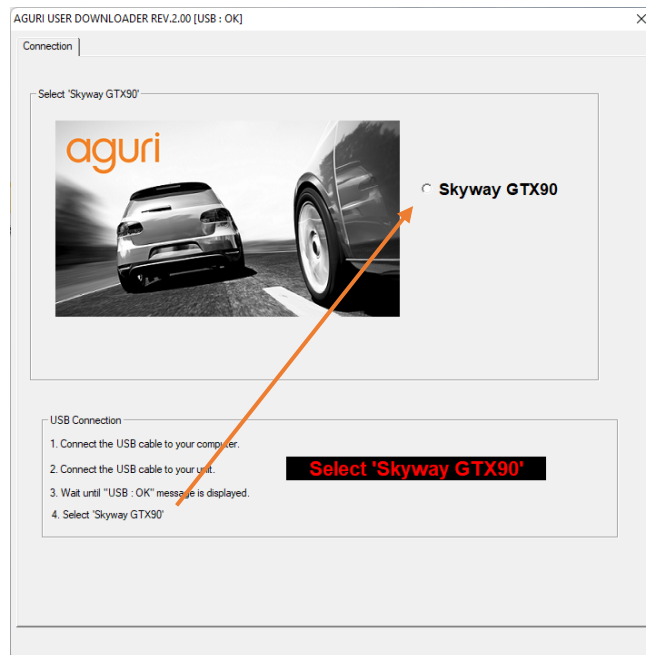 AGURI USER DOWNLOADER REV.2.00 [USB : OK]
Connection
Select 'Skyway GTX90'
aguri
Skyway GTX90
USB Connection
1. Connect the USB cable to your computer.
2. Connect the USB cable to your unit.
Select 'Skyway GTX90'
3. Wait until "USB : OK" message is displayed.
4. Select 'Skyway GTX90'